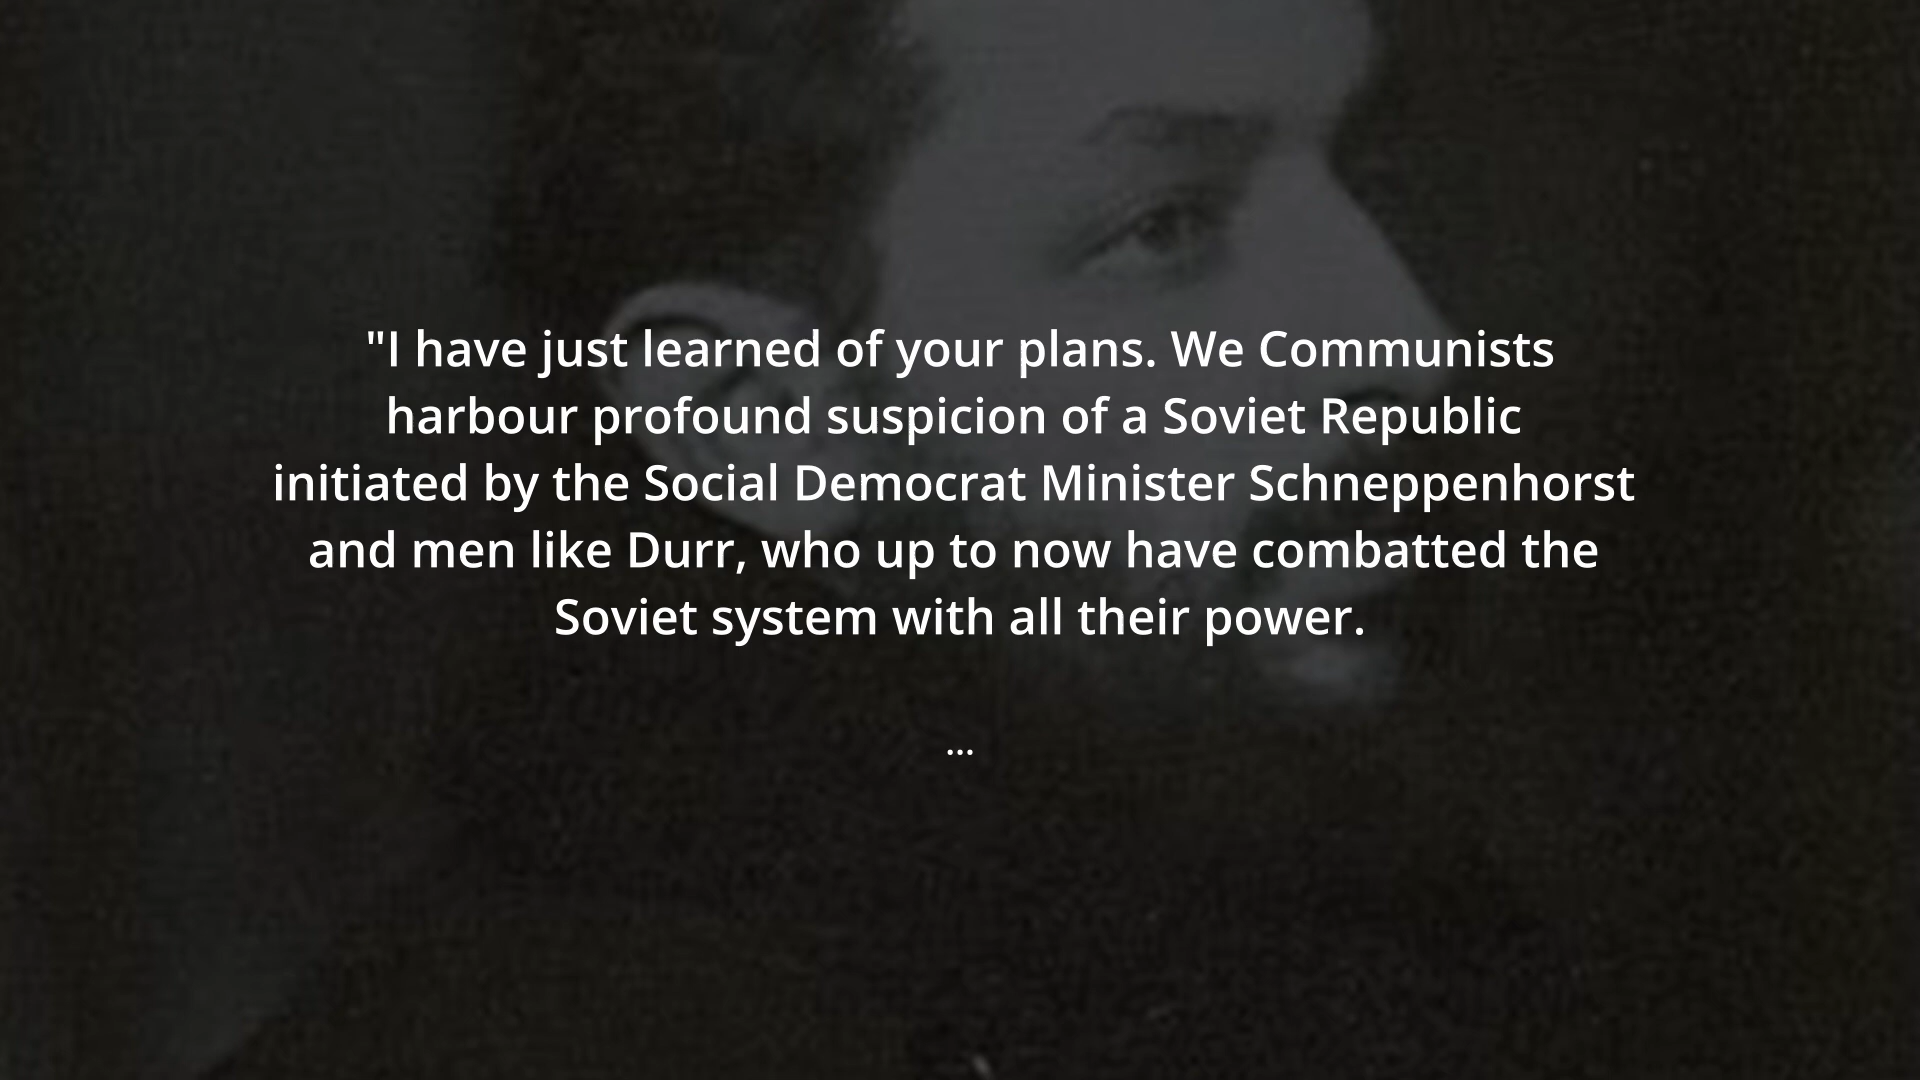 "I have just learned of your plans. We Communists
harbour profound suspicion of a Soviet Republic
initiated by the Social Democrat Minister Schneppenhorst
and men like Durr, who up to now have combatted the
Soviet system with all their power.
...